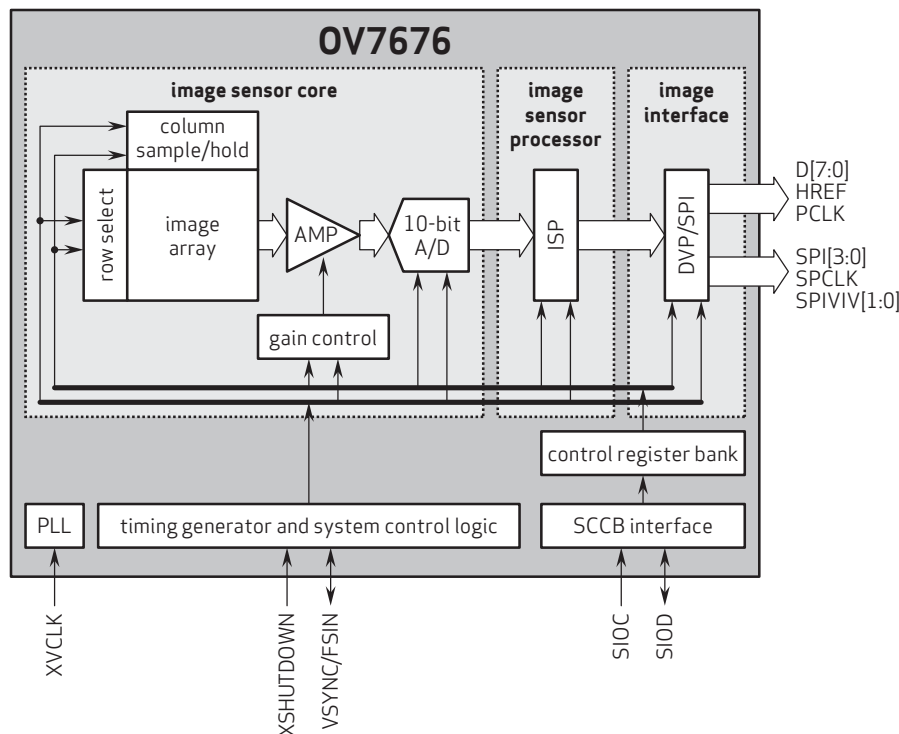 OV7676
image sensor core
image
sensor
processor
image
interface
column
sample/hold
row select
image
array
AMP
10-bit
A/D
ISP
DVP/SPI
D[7:0]
HREF
PCLK
SPI[3:0]
SPCLK
SPIVIV[1:0]
gain control
control register bank
PLL
timing generator and system control logic
SCCB interface
XVCLK
XSHUTDOWN
VSYNC/FSIN
SIOC
SIOD